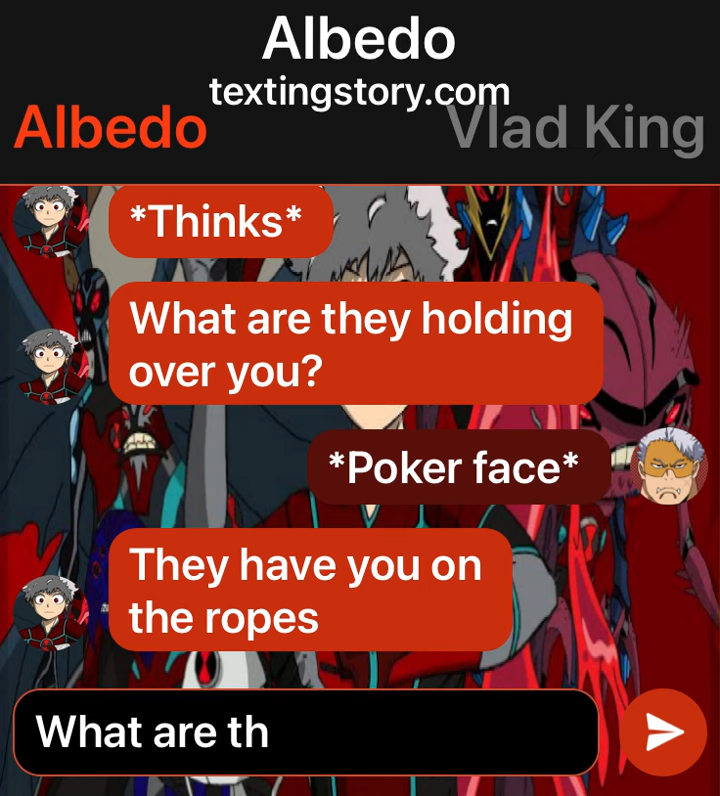 Albedo
textingstory.com
Albedo
Vlad King
*Thinks*
What are they holding
over you?
*Poker face*
They have you on
the ropes
What are th